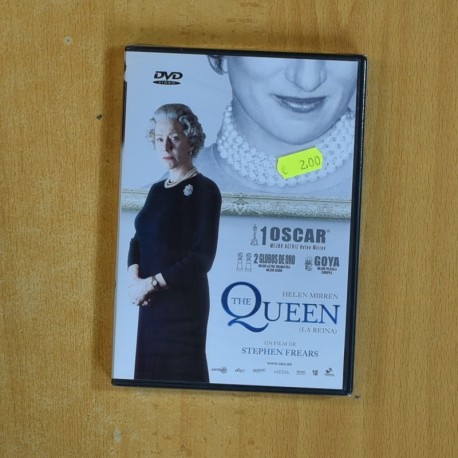 DVD
VIDEO
€ 2,00
1 OSCAR
MEJOR ACTRIZ Helen Mirren
2 GLOBOS DE ORO
GOYA
HELEN MIRREN
THE
QUEEN
(LA REINA)
UN FILM DE
STEPHEN FREARS